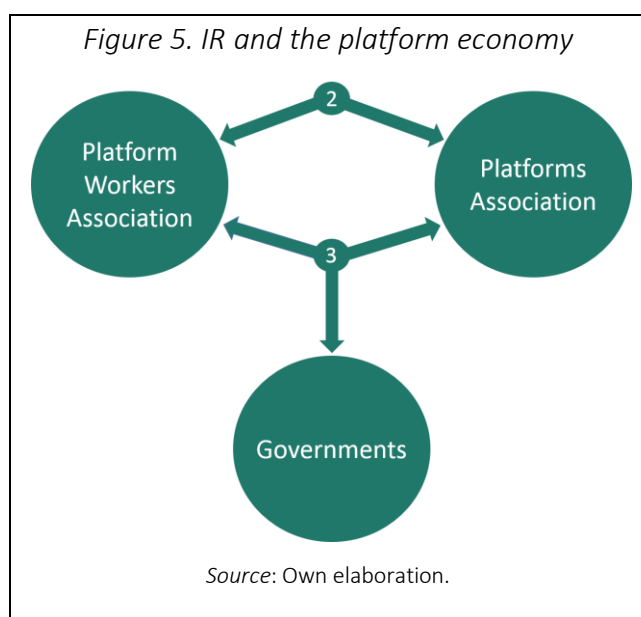 Figure 5. IR and the platform economy
2
Platform
Workers
Association
Platforms
Association
3
Governments
Source: Own elaboration.